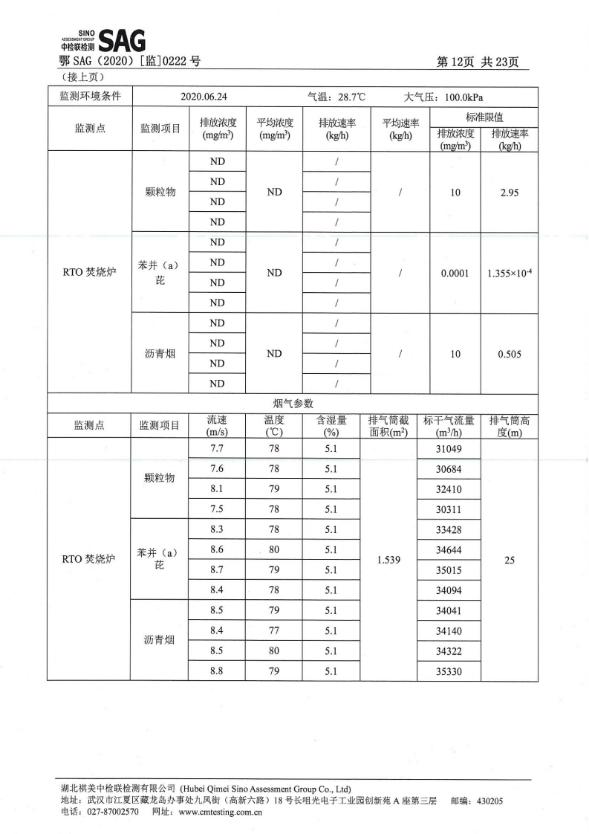 SINO
ASSESSMENT GROUP
中检联检测 SAG
鄂 SAG（2020）[监]0222 号 第 12页 共 23页
（接上页）
监测环境条件 2020.06.24 气温：28.7℃ 大气压：100.0kPa
监测点 监测项目 排放浓度(mg/m³) 平均浓度(mg/m³) 排放速率(kg/h) 平均速率(kg/h) 标准限值
排放浓度(mg/m³) 排放速率(kg/h)
RTO 焚烧炉 颗粒物 ND ND / / 10 2.95
ND /
ND /
ND /
苯并（a）芘 ND ND / / 0.0001 1.355×10⁻⁴
ND /
ND /
ND /
沥青烟 ND ND / / 10 0.505
ND /
ND /
ND /
烟气参数
监测点 监测项目 流速(m/s) 温度(℃) 含湿量(%) 排气筒截面积(m²) 标干气流量(m³/h) 排气筒高度(m)
RTO 焚烧炉 颗粒物 7.7 78 5.1 1.539 31049 25
7.6 78 5.1 30684
8.1 79 5.1 32410
7.5 78 5.1 30311
苯并（a）芘 8.3 78 5.1 33428
8.6 80 5.1 34644
8.7 79 5.1 35015
8.4 78 5.1 34094
沥青烟 8.5 79 5.1 34041
8.4 77 5.1 34140
8.5 80 5.1 34322
8.8 79 5.1 35330
湖北祺美中检联检测有限公司 (Hubei Qimei Sino Assessment Group Co., Ltd)
地址：武汉市江夏区藏龙岛办事处九凤街（高新六路）18 号长咀光电子工业园创新苑 A 座第三层 邮编：430205
电话：027-87002570 网址：www.cmtesting.com.cn